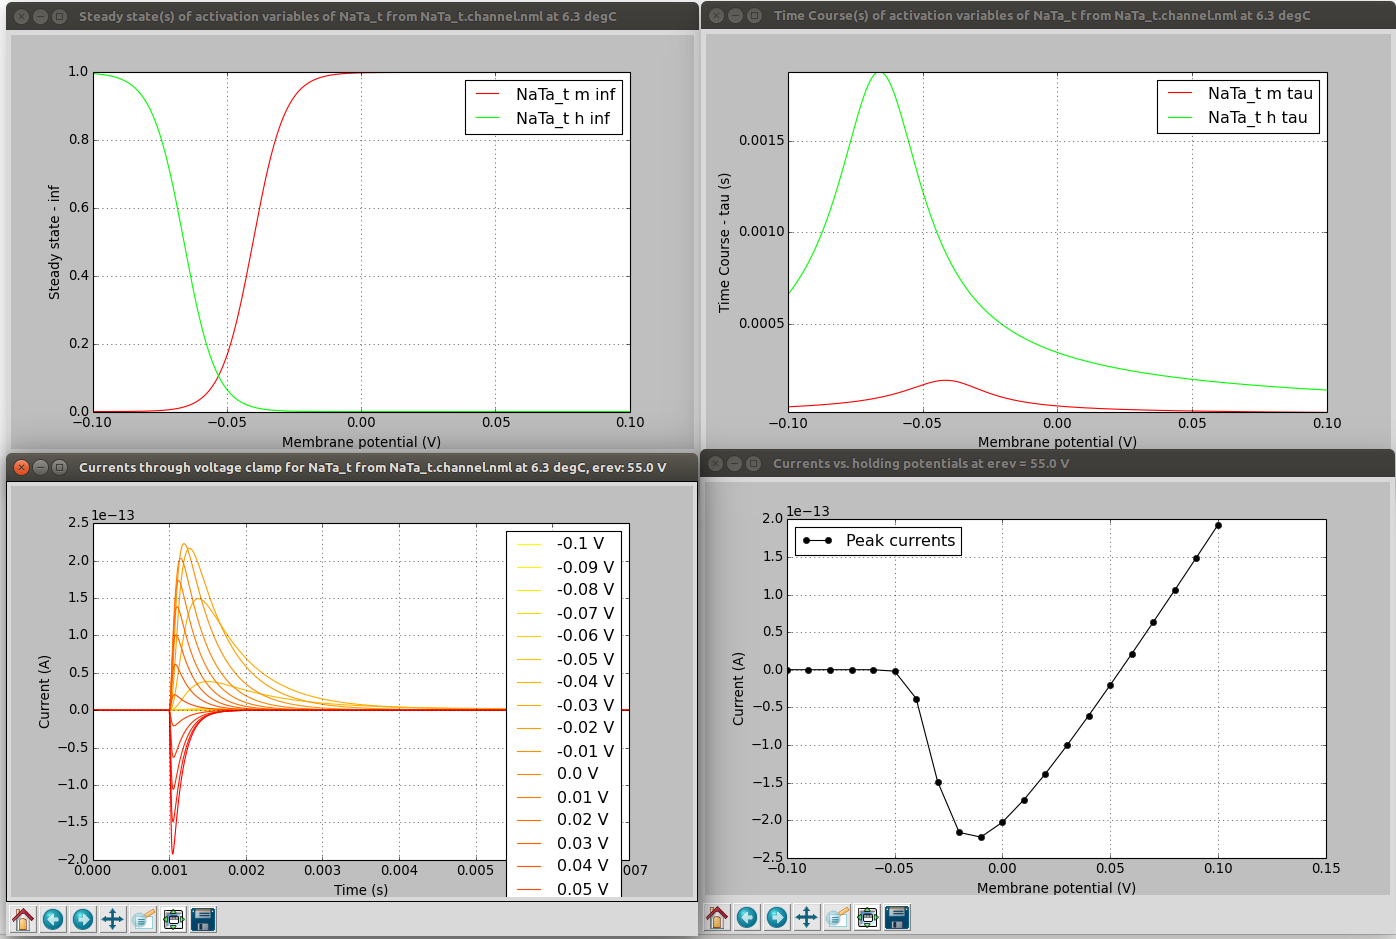 Steady state(s) of activation variables of NaTa_t from NaTa_t.channel.nml at 6.3 degC
1.0
0.8
0.6
0.4
0.2
0.0
Steady state - inf
NaTa_t m inf
NaTa_t h inf
−0.10
−0.05
0.00
0.05
0.10
Membrane potential (V)
Time Course(s) of activation variables of NaTa_t from NaTa_t.channel.nml at 6.3 degC
0.0015
0.0010
0.0005
Time Course - tau (s)
NaTa_t m tau
NaTa_t h tau
−0.10
−0.05
0.00
0.05
0.10
Membrane potential (V)
Currents through voltage clamp for NaTa_t from NaTa_t.channel.nml at 6.3 degC, erev: 55.0 V
1e−13
2.5
2.0
1.5
1.0
0.5
0.0
−0.5
−1.0
−1.5
−2.0
Current (A)
-0.1 V
-0.09 V
-0.08 V
-0.07 V
-0.06 V
-0.05 V
-0.04 V
-0.03 V
-0.02 V
-0.01 V
0.0 V
0.01 V
0.02 V
0.03 V
0.04 V
0.05 V
0.000
0.001
0.002
0.003
0.004
0.005
007
Time (s)
Currents vs. holding potentials at erev = 55.0 V
1e−13
2.0
1.5
1.0
0.5
0.0
−0.5
−1.0
−1.5
−2.0
−2.5
Current (A)
Peak currents
−0.10
−0.05
0.00
0.05
0.10
0.15
Membrane potential (V)